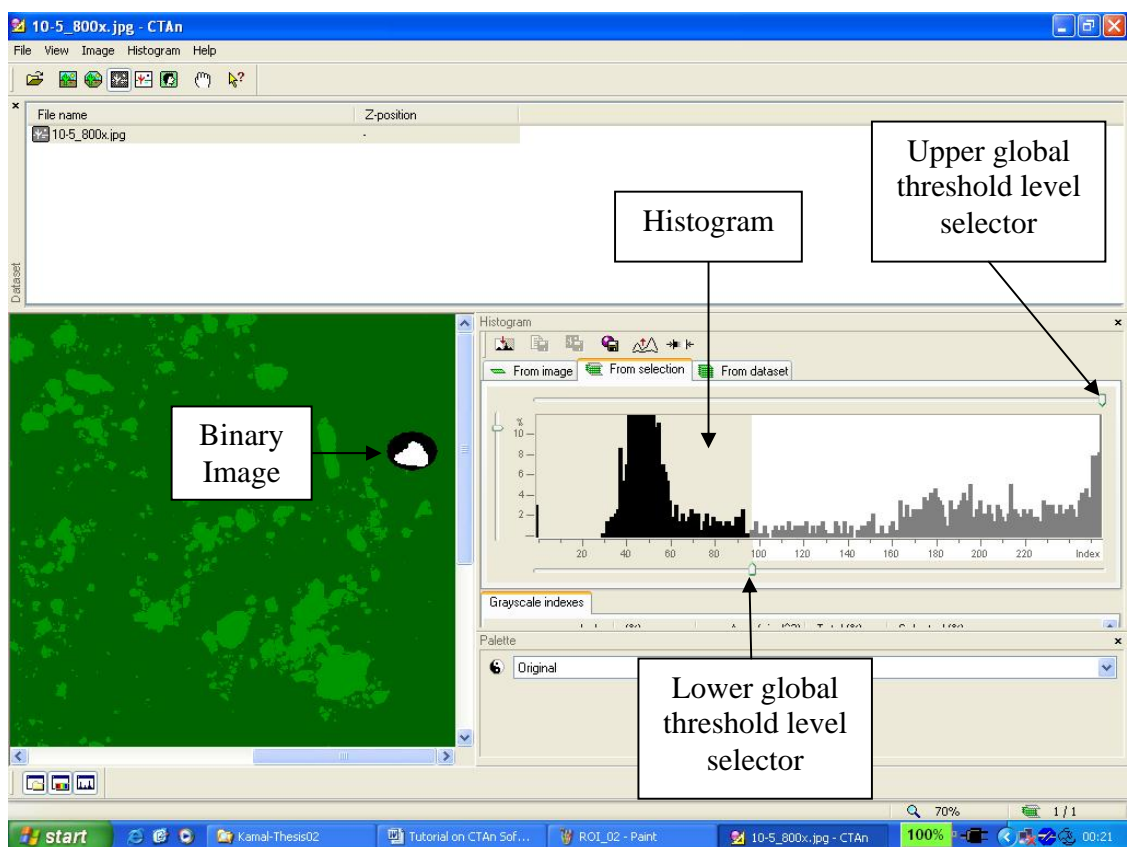 10-5_800x.jpg - CTAn
File View Image Histogram Help
File name Z-position
10-5_800x.jpg -
Dataset
Upper global
threshold level
selector
Histogram
Binary
Image
Histogram
From image From selection From dataset
%
10
8
6
4
2
20 40 60 80 100 120 140 160 180 200 220 Index
Grayscale indexes
Palette
Original
Lower global
threshold level
selector
70% 1 / 1
start Kamal-Thesis02 Tutorial on CTAn Sof... ROI_02 - Paint 10-5_800x.jpg - CTAn 100% 00:21